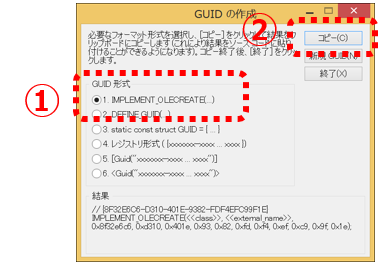 GUID の作成
②
必要なフォーマット形式を選択し、[コピー]をクリックして結果をク
リップボードにコピーします(これにより結果をソースコードに貼り
付けることができるようになります)。コピー終了後、[終了]をクリッ
クします。
コピー(C)
新規 GUID(N)
終了(X)
①
GUID 形式
1. IMPLEMENT_OLECREATE(...)
2. DEFINE_GUID(...)
3. static const struct GUID = { ... }
4. レジストリ形式 ( {xxxxxxxx-xxxx ... xxxx })
5. [Guid("xxxxxxxx-xxxx ... xxxx")]
6. <Guid("xxxxxxxx-xxxx ... xxxx")>
結果
// {8F32E6C6-D310-401E-9382-FDF4EFC99F1E}
IMPLEMENT_OLECREATE(<<class>>, <<external_name>>,
0x8f32e6c6, 0xd310, 0x401e, 0x93, 0x82, 0xfd, 0xf4, 0xef, 0xc9, 0x9f, 0x1e);